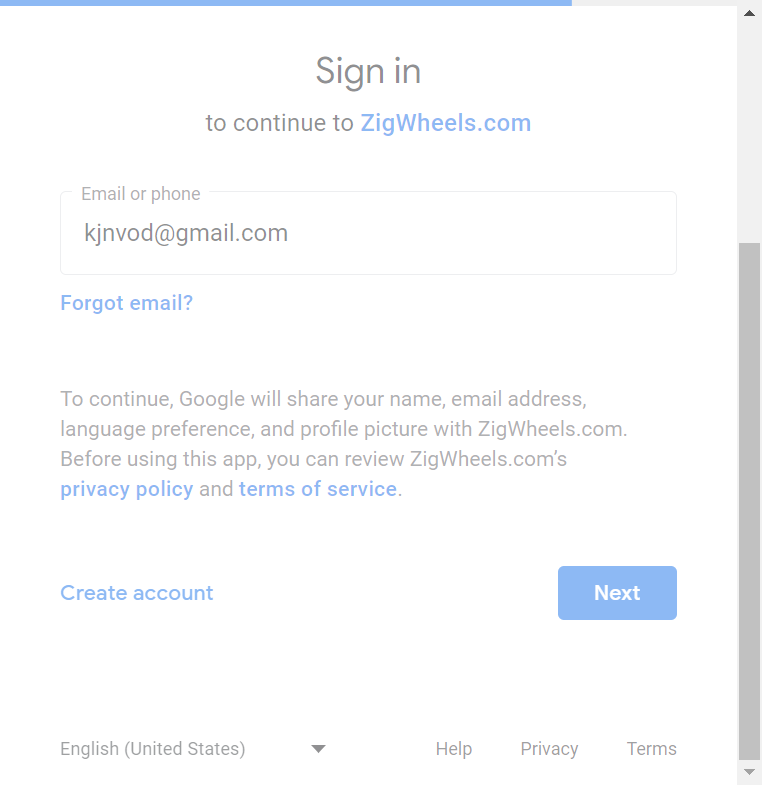 Sign in
to continue to ZigWheels.com
Email or phone
kjnvod@gmail.com
Forgot email?
To continue, Google will share your name, email address,
language preference, and profile picture with ZigWheels.com.
Before using this app, you can review ZigWheels.com’s
privacy policy and terms of service.
Create account
Next
English (United States)
Help
Privacy
Terms